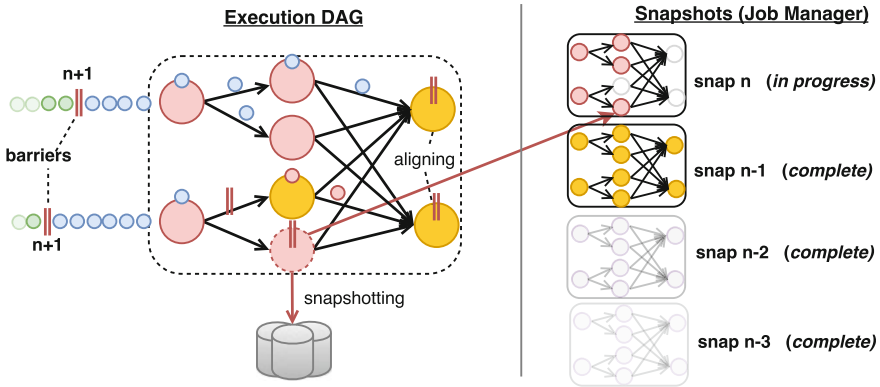 Execution DAG
n+1
barriers
n+1
aligning
snapshotting
Snapshots (Job Manager)
snap n (in progress)
snap n-1 (complete)
snap n-2 (complete)
snap n-3 (complete)